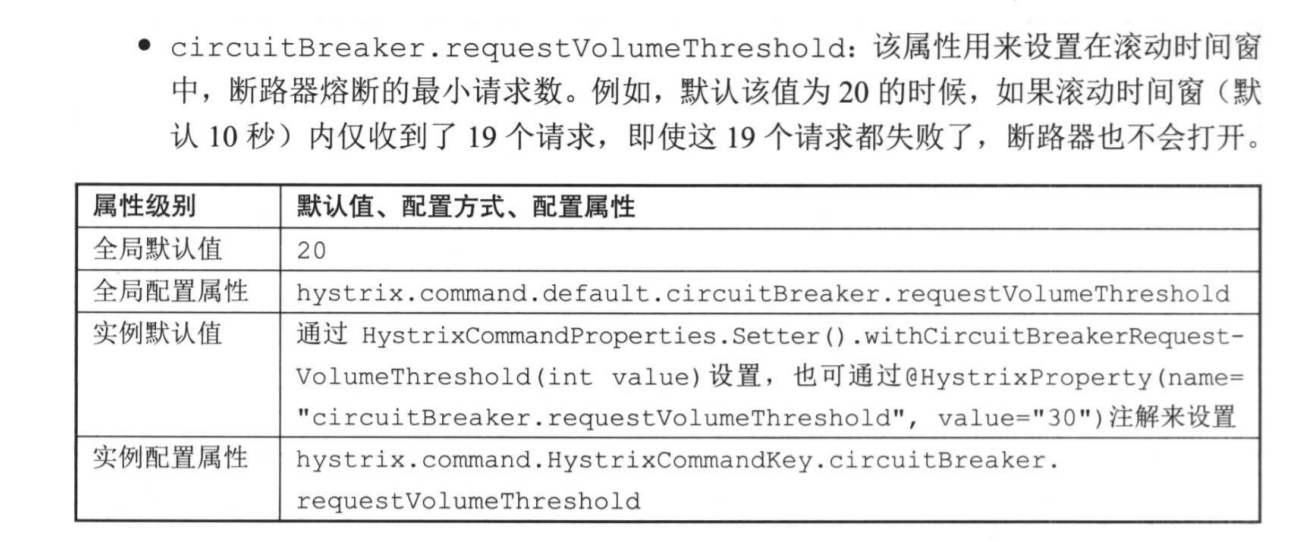 • circuitBreaker.requestVolumeThreshold：该属性用来设置在滚动时间窗
中，断路器熔断的最小请求数。例如，默认该值为 20 的时候，如果滚动时间窗（默
认 10 秒）内仅收到了 19 个请求，即使这 19 个请求都失败了，断路器也不会打开。
属性级别 默认值、配置方式、配置属性
全局默认值 20
全局配置属性 hystrix.command.default.circuitBreaker.requestVolumeThreshold
实例默认值 通过 HystrixCommandProperties.Setter().withCircuitBreakerRequest-
VolumeThreshold(int value)设置，也可通过@HystrixProperty(name=
"circuitBreaker.requestVolumeThreshold", value="30")注解来设置
实例配置属性 hystrix.command.HystrixCommandKey.circuitBreaker.
requestVolumeThreshold